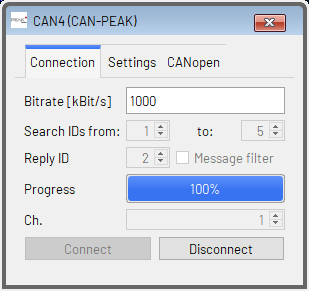 CAN4 (CAN-PEAK)
Connection Settings CANopen
Bitrate [kBit/s] 1000
Search IDs from: 1 to: 5
Reply ID 2 Message filter
Progress 100%
Ch. 1
Connect Disconnect